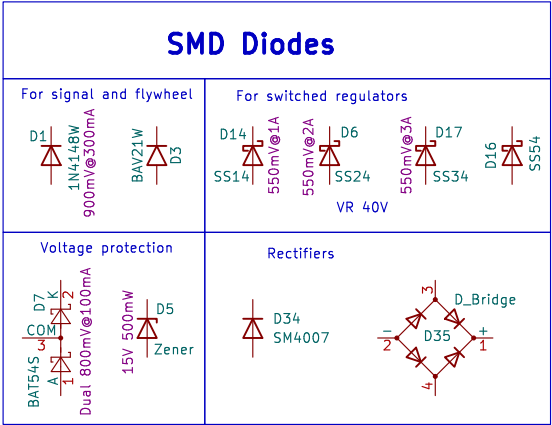 SMD Diodes
For signal and flywheel
D1
1N4148W
900mV@300mA
BAV21W
D3
For switched regulators
D14
SS14
550mV@1A
550mV@2A
D6
SS24
550mV@3A
D17
SS34
D16
SS54
VR 40V
Voltage protection
D7
K
2
COM
3
A
1
BAT54S
Dual 800mV@100mA
15V 500mW
D5
Zener
Rectifiers
D34
SM4007
3
D_Bridge
-
2
D35
+
1
4